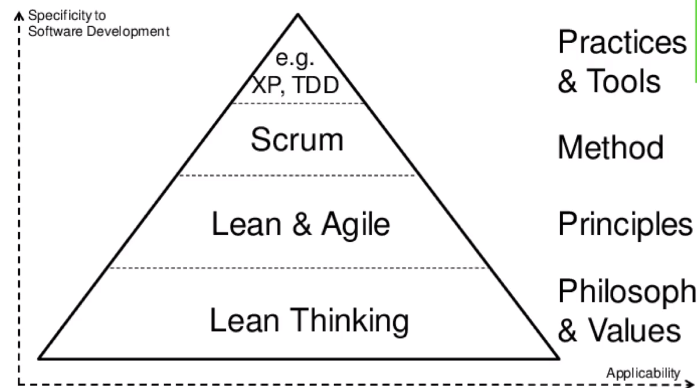 Specificity to
Software Development
e.g.
XP, TDD
Practices
& Tools
Scrum
Method
Lean & Agile
Principles
Lean Thinking
Philosoph
& Values
Applicability